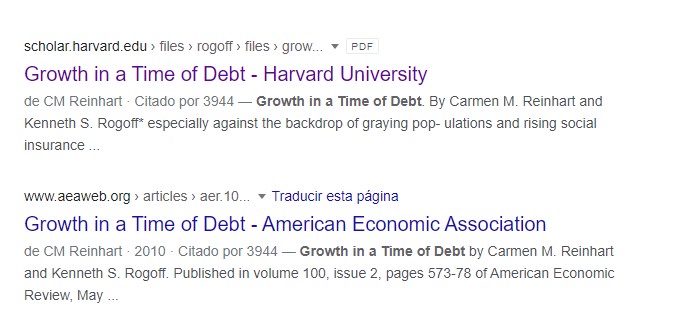 scholar.harvard.edu › files › rogoff › files › grow... ▼ PDF
Growth in a Time of Debt - Harvard University
de CM Reinhart · Citado por 3944 — Growth in a Time of Debt. By Carmen M. Reinhart and
Kenneth S. Rogoff* especially against the backdrop of graying pop- ulations and rising social
insurance ...
www.aeaweb.org › articles › aer.10... ▼ Traducir esta página
Growth in a Time of Debt - American Economic Association
de CM Reinhart · 2010 · Citado por 3944 — Growth in a Time of Debt by Carmen M. Reinhart
and Kenneth S. Rogoff. Published in volume 100, issue 2, pages 573-78 of American Economic
Review, May ...